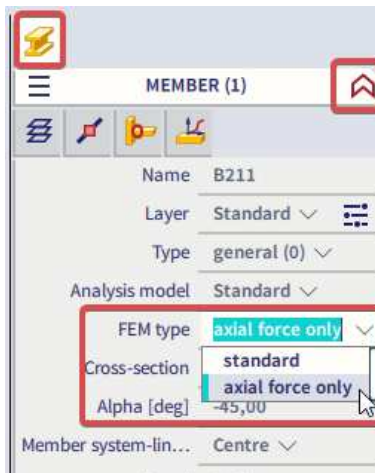 MEMBER (1)
Name B211
Layer Standard
Type general (0)
Analysis model Standard
FEM type axial force only
standard
Cross-section
axial force only
Alpha [deg] -45,00
Member system-lin... Centre